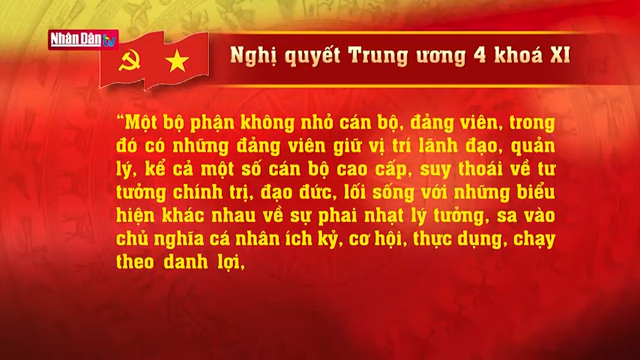 Nhân Dân TV
Nghị quyết Trung ương 4 khoá XI
“Một bộ phận không nhỏ cán bộ, đảng viên, trong
đó có những đảng viên giữ vị trí lãnh đạo, quản
lý, kể cả một số cán bộ cao cấp, suy thoái về tư
tưởng chính trị, đạo đức, lối sống với những biểu
hiện khác nhau về sự phai nhạt lý tưởng, sa vào
chủ nghĩa cá nhân ích kỷ, cơ hội, thực dụng, chạy
theo danh lợi,